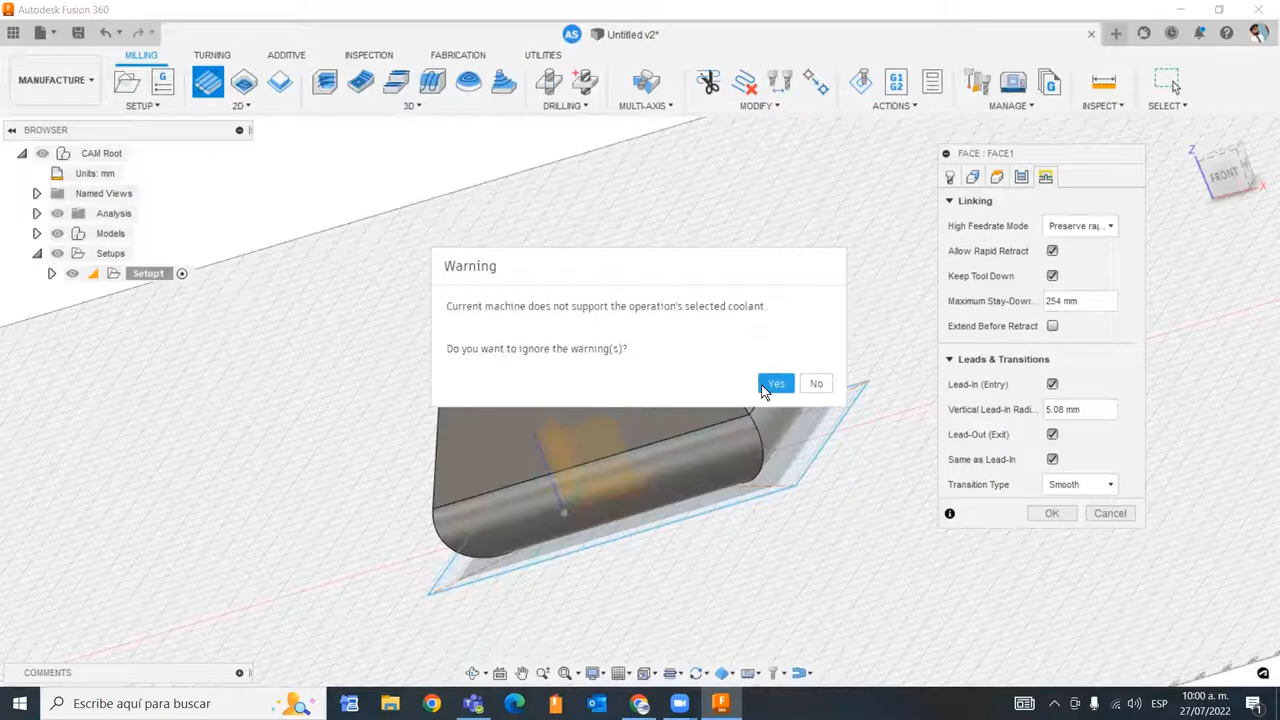 Autodesk Fusion 360
Untitled v2*
MILLING TURNING ADDITIVE INSPECTION FABRICATION UTILITIES
MANUFACTURE
G
G1 G2
G
SETUP 2D 3D DRILLING MULTI-AXIS MODIFY ACTIONS MANAGE INSPECT SELECT
BROWSER
CAM Root
Units: mm
Named Views
Analysis
Models
Setups
Setup1
Warning
Current machine does not support the operation's selected coolant.
Do you want to ignore the warning(s)?
Yes No
FACE : FACE1
Linking
High Feedrate Mode Preserve rap...
Allow Rapid Retract
Keep Tool Down
Maximum Stay-Down... 254 mm
Extend Before Retract
Leads & Transitions
Lead-In (Entry)
Vertical Lead-In Radi... 5.08 mm
Lead-Out (Exit)
Same as Lead-In
Transition Type Smooth
OK Cancel
Z
FRONT
X
COMMENTS
Escribe aquí para buscar
ESP
10:00 a. m.
27/07/2022